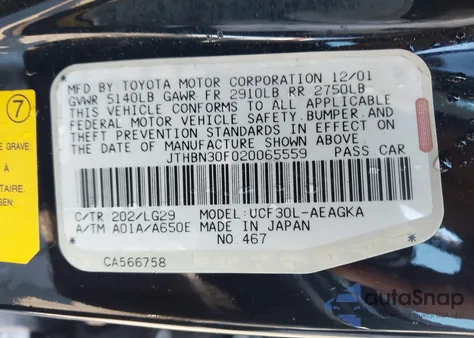 7
E GRAVE
À
TAIRE.
MFD BY: TOYOTA MOTOR CORPORATION 12/01
GVWR 5140LB GAWR FR 2910LB RR 2750LB
THIS VEHICLE CONFORMS TO ALL APPLICABLE
FEDERAL MOTOR VEHICLE SAFETY, BUMPER, AND
THEFT PREVENTION STANDARDS IN EFFECT ON
THE DATE OF MANUFACTURE SHOWN ABOVE.
JTHBN30F020065559 PASS CAR
C/TR: 202/LG29 MODEL: UCF30L-AEAGKA
A/TM A01A/A650E MADE IN JAPAN
NO. 467
CA566758
autoSnap